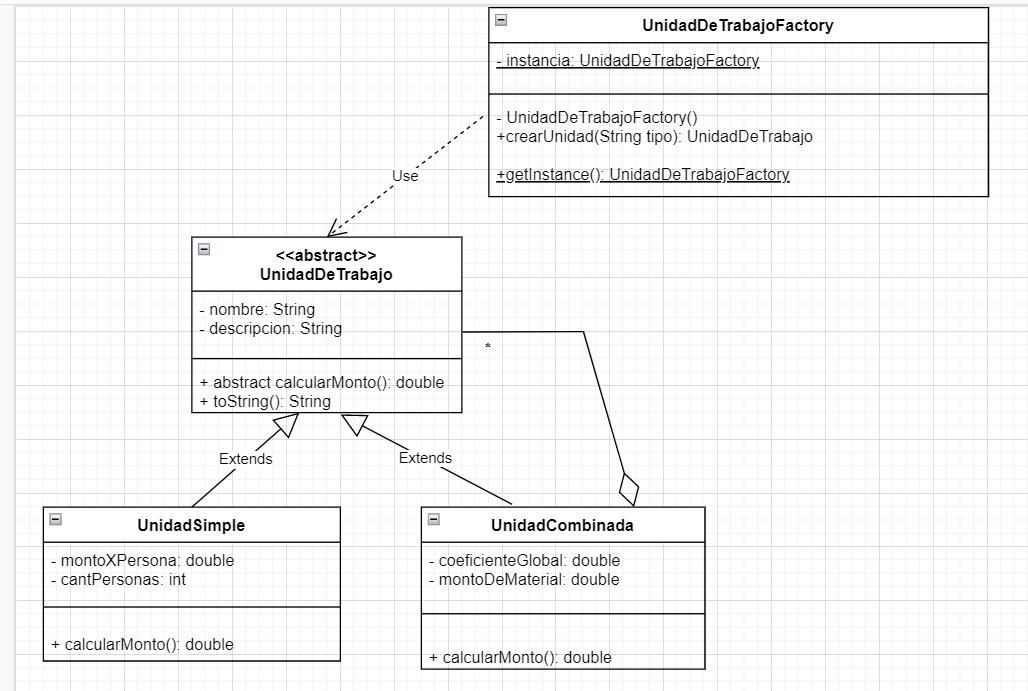 UnidadDeTrabajoFactory
- instancia: UnidadDeTrabajoFactory
- UnidadDeTrabajoFactory()
+crearUnidad(String tipo): UnidadDeTrabajo
+getInstance(): UnidadDeTrabajoFactory
Use
<<abstract>>
UnidadDeTrabajo
- nombre: String
- descripcion: String
+ abstract calcularMonto(): double
+ toString(): String
*
Extends
Extends
UnidadSimple
- montoXPersona: double
- cantPersonas: int
+ calcularMonto(): double
UnidadCombinada
- coeficienteGlobal: double
- montoDeMaterial: double
+ calcularMonto(): double